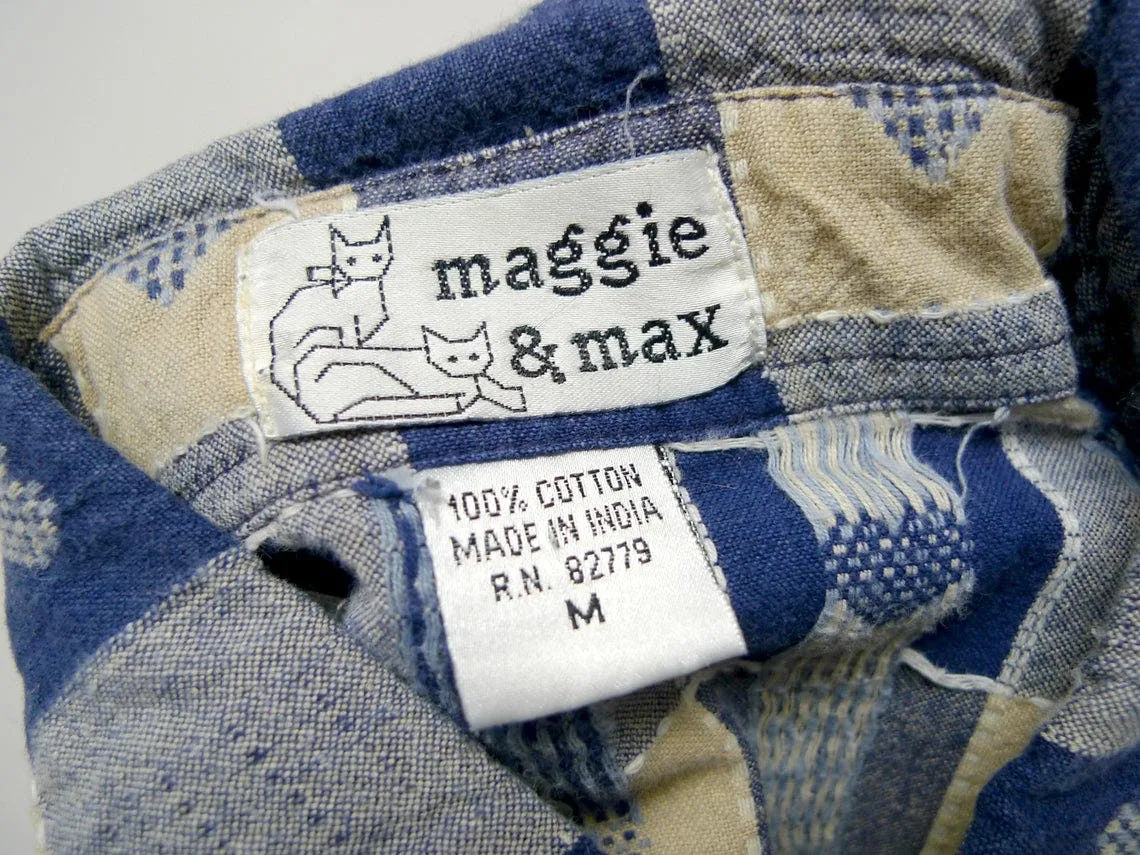 maggie
& max
100% COTTON
MADE IN INDIA
R.N. 82779
M